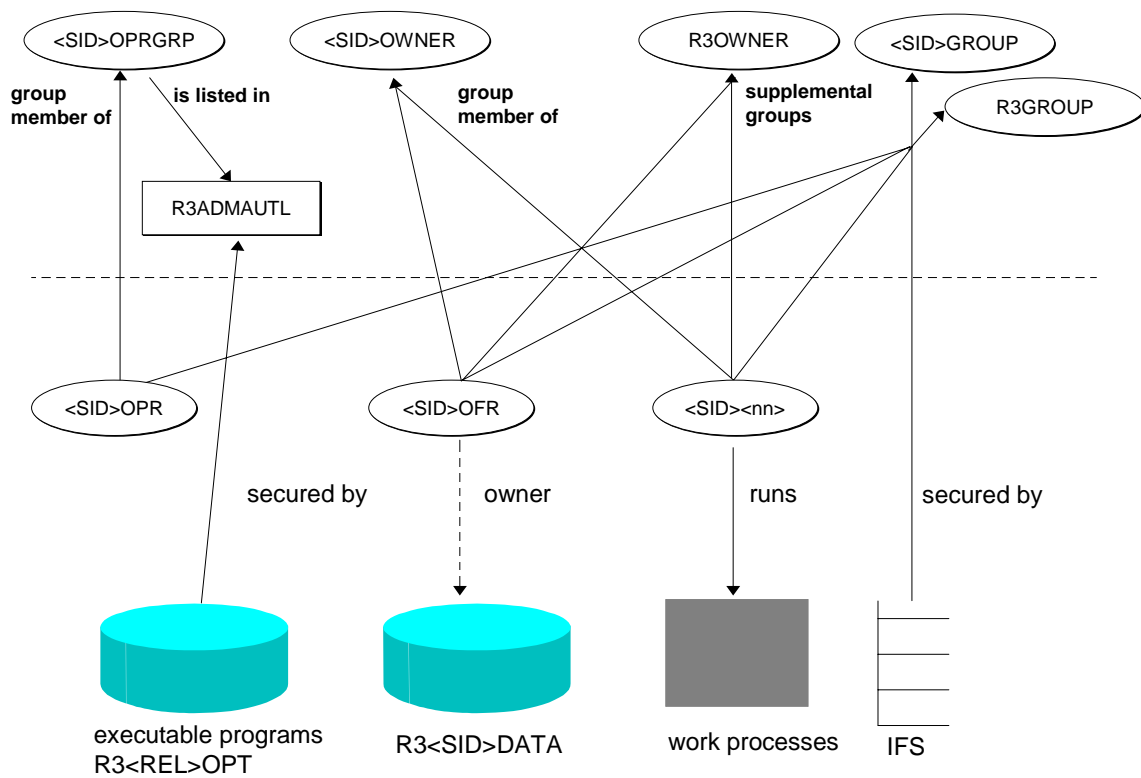 <SID>OPRGRP
<SID>OWNER
R3OWNER
<SID>GROUP
group
member of
is listed in
group
member of
supplemental
groups
R3GROUP
R3ADMAUTL
<SID>OPR
<SID>OFR
<SID><nn>
secured by
owner
runs
secured by
executable programs
R3<REL>OPT
R3<SID>DATA
work processes
IFS